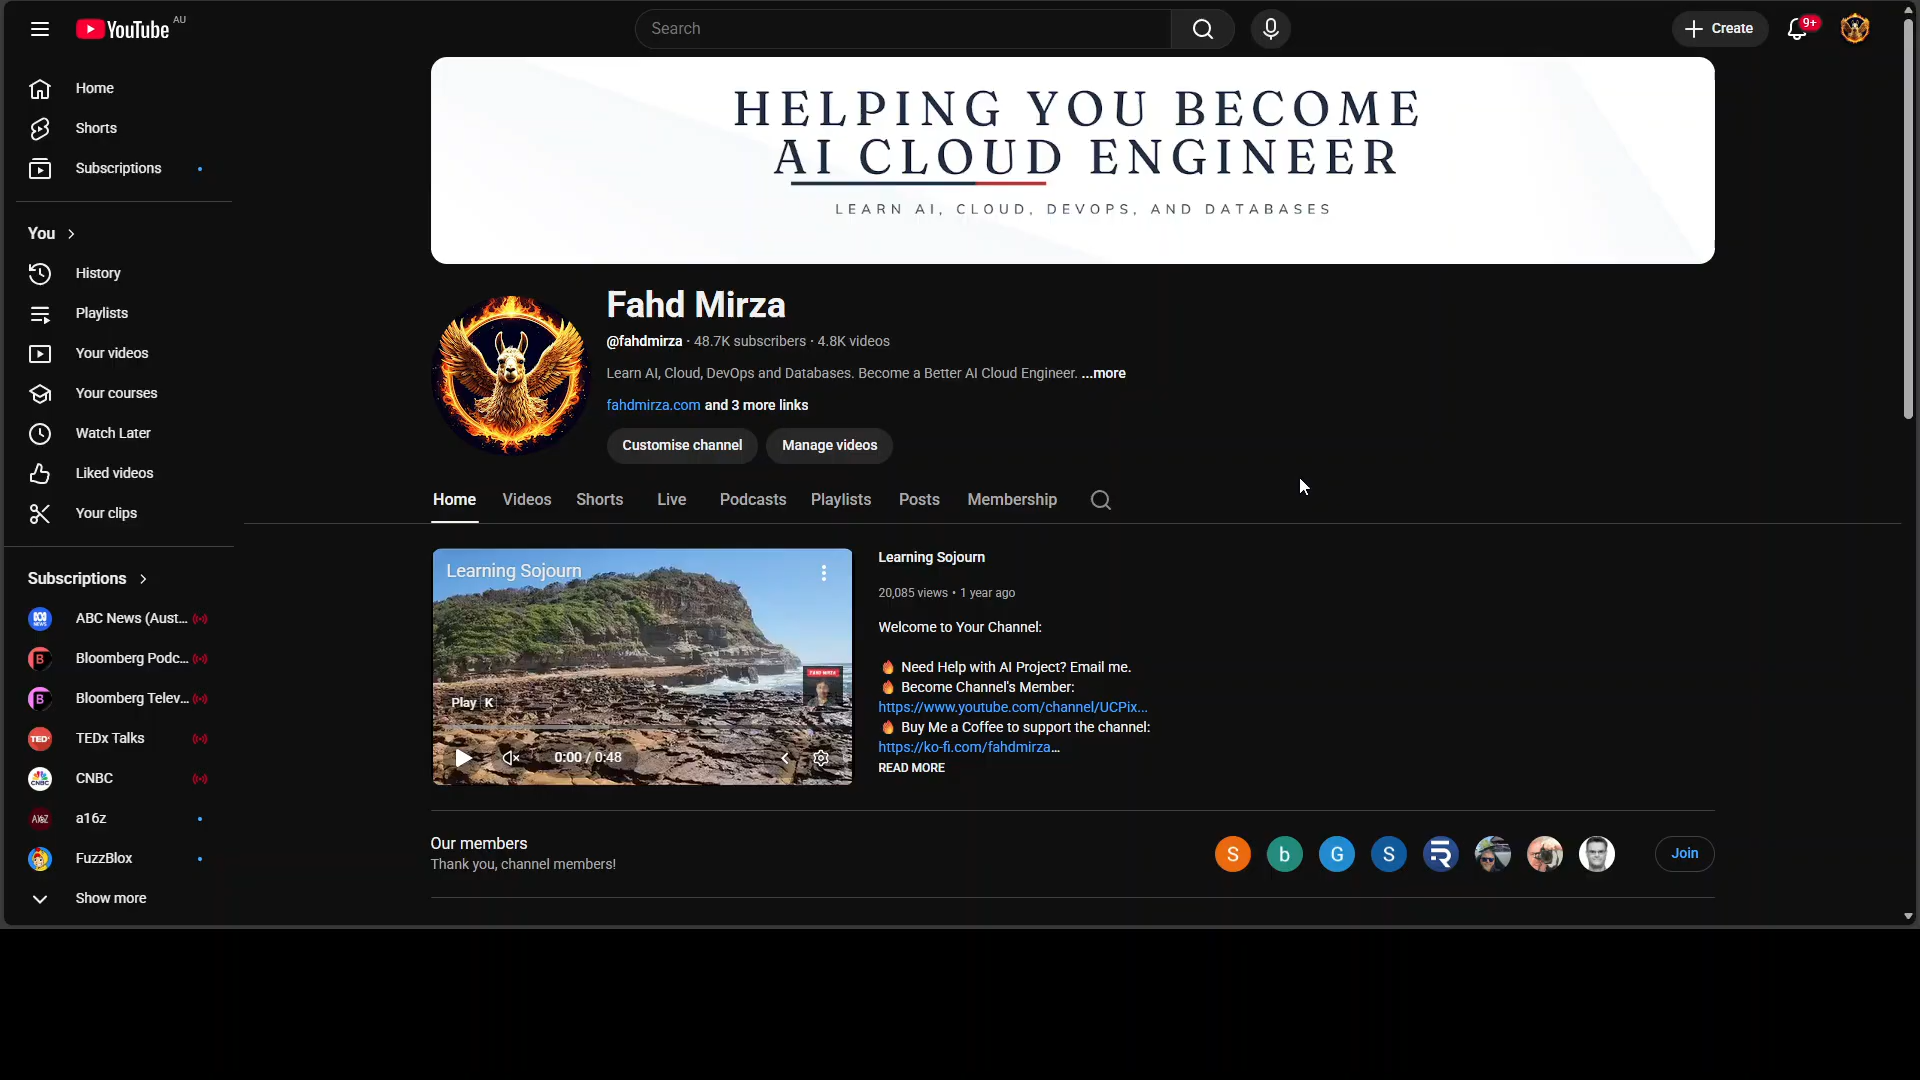 YouTube AU
Search
Create
9+
Home
Shorts
Subscriptions
You
History
Playlists
Your videos
Your courses
Watch Later
Liked videos
Your clips
Subscriptions
ABC News (Aust...
Bloomberg Podc...
Bloomberg Telev...
TEDx Talks
CNBC
a16z
FuzzBlox
Show more
HELPING YOU BECOME
AI CLOUD ENGINEER
LEARN AI, CLOUD, DEVOPS, AND DATABASES
Fahd Mirza
@fahdmirza · 48.7K subscribers · 4.8K videos
Learn AI, Cloud, DevOps and Databases. Become a Better AI Cloud Engineer. ...more
fahdmirza.com and 3 more links
Customise channel
Manage videos
Home
Videos
Shorts
Live
Podcasts
Playlists
Posts
Membership
Learning Sojourn
Play K
0:00 / 0:48
Learning Sojourn
20,085 views • 1 year ago
Welcome to Your Channel:
🔥 Need Help with AI Project? Email me.
🔥 Become Channel's Member:
https://www.youtube.com/channel/UCPix...
🔥 Buy Me a Coffee to support the channel:
https://ko-fi.com/fahdmirza...
READ MORE
Our members
Thank you, channel members!
S
b
G
S
Join